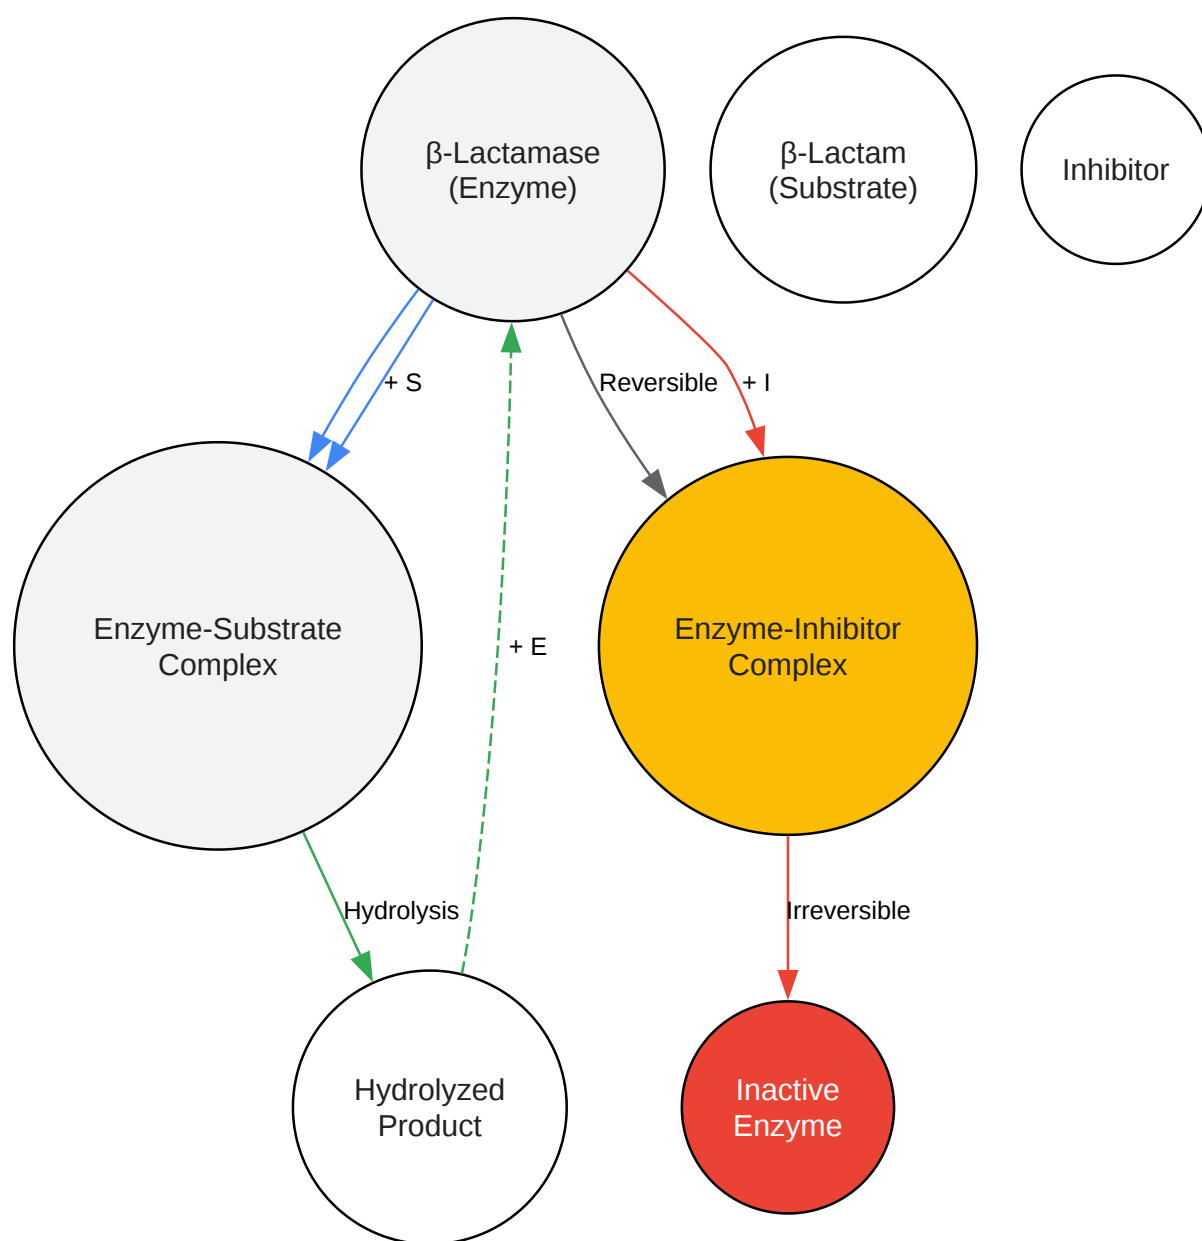 β-Lactamase
(Enzyme)
β-Lactam
(Substrate)
Inhibitor
+ S
Reversible
+ I
Enzyme-Substrate
Complex
+ E
Enzyme-Inhibitor
Complex
Hydrolysis
Irreversible
Hydrolyzed
Product
Inactive
Enzyme